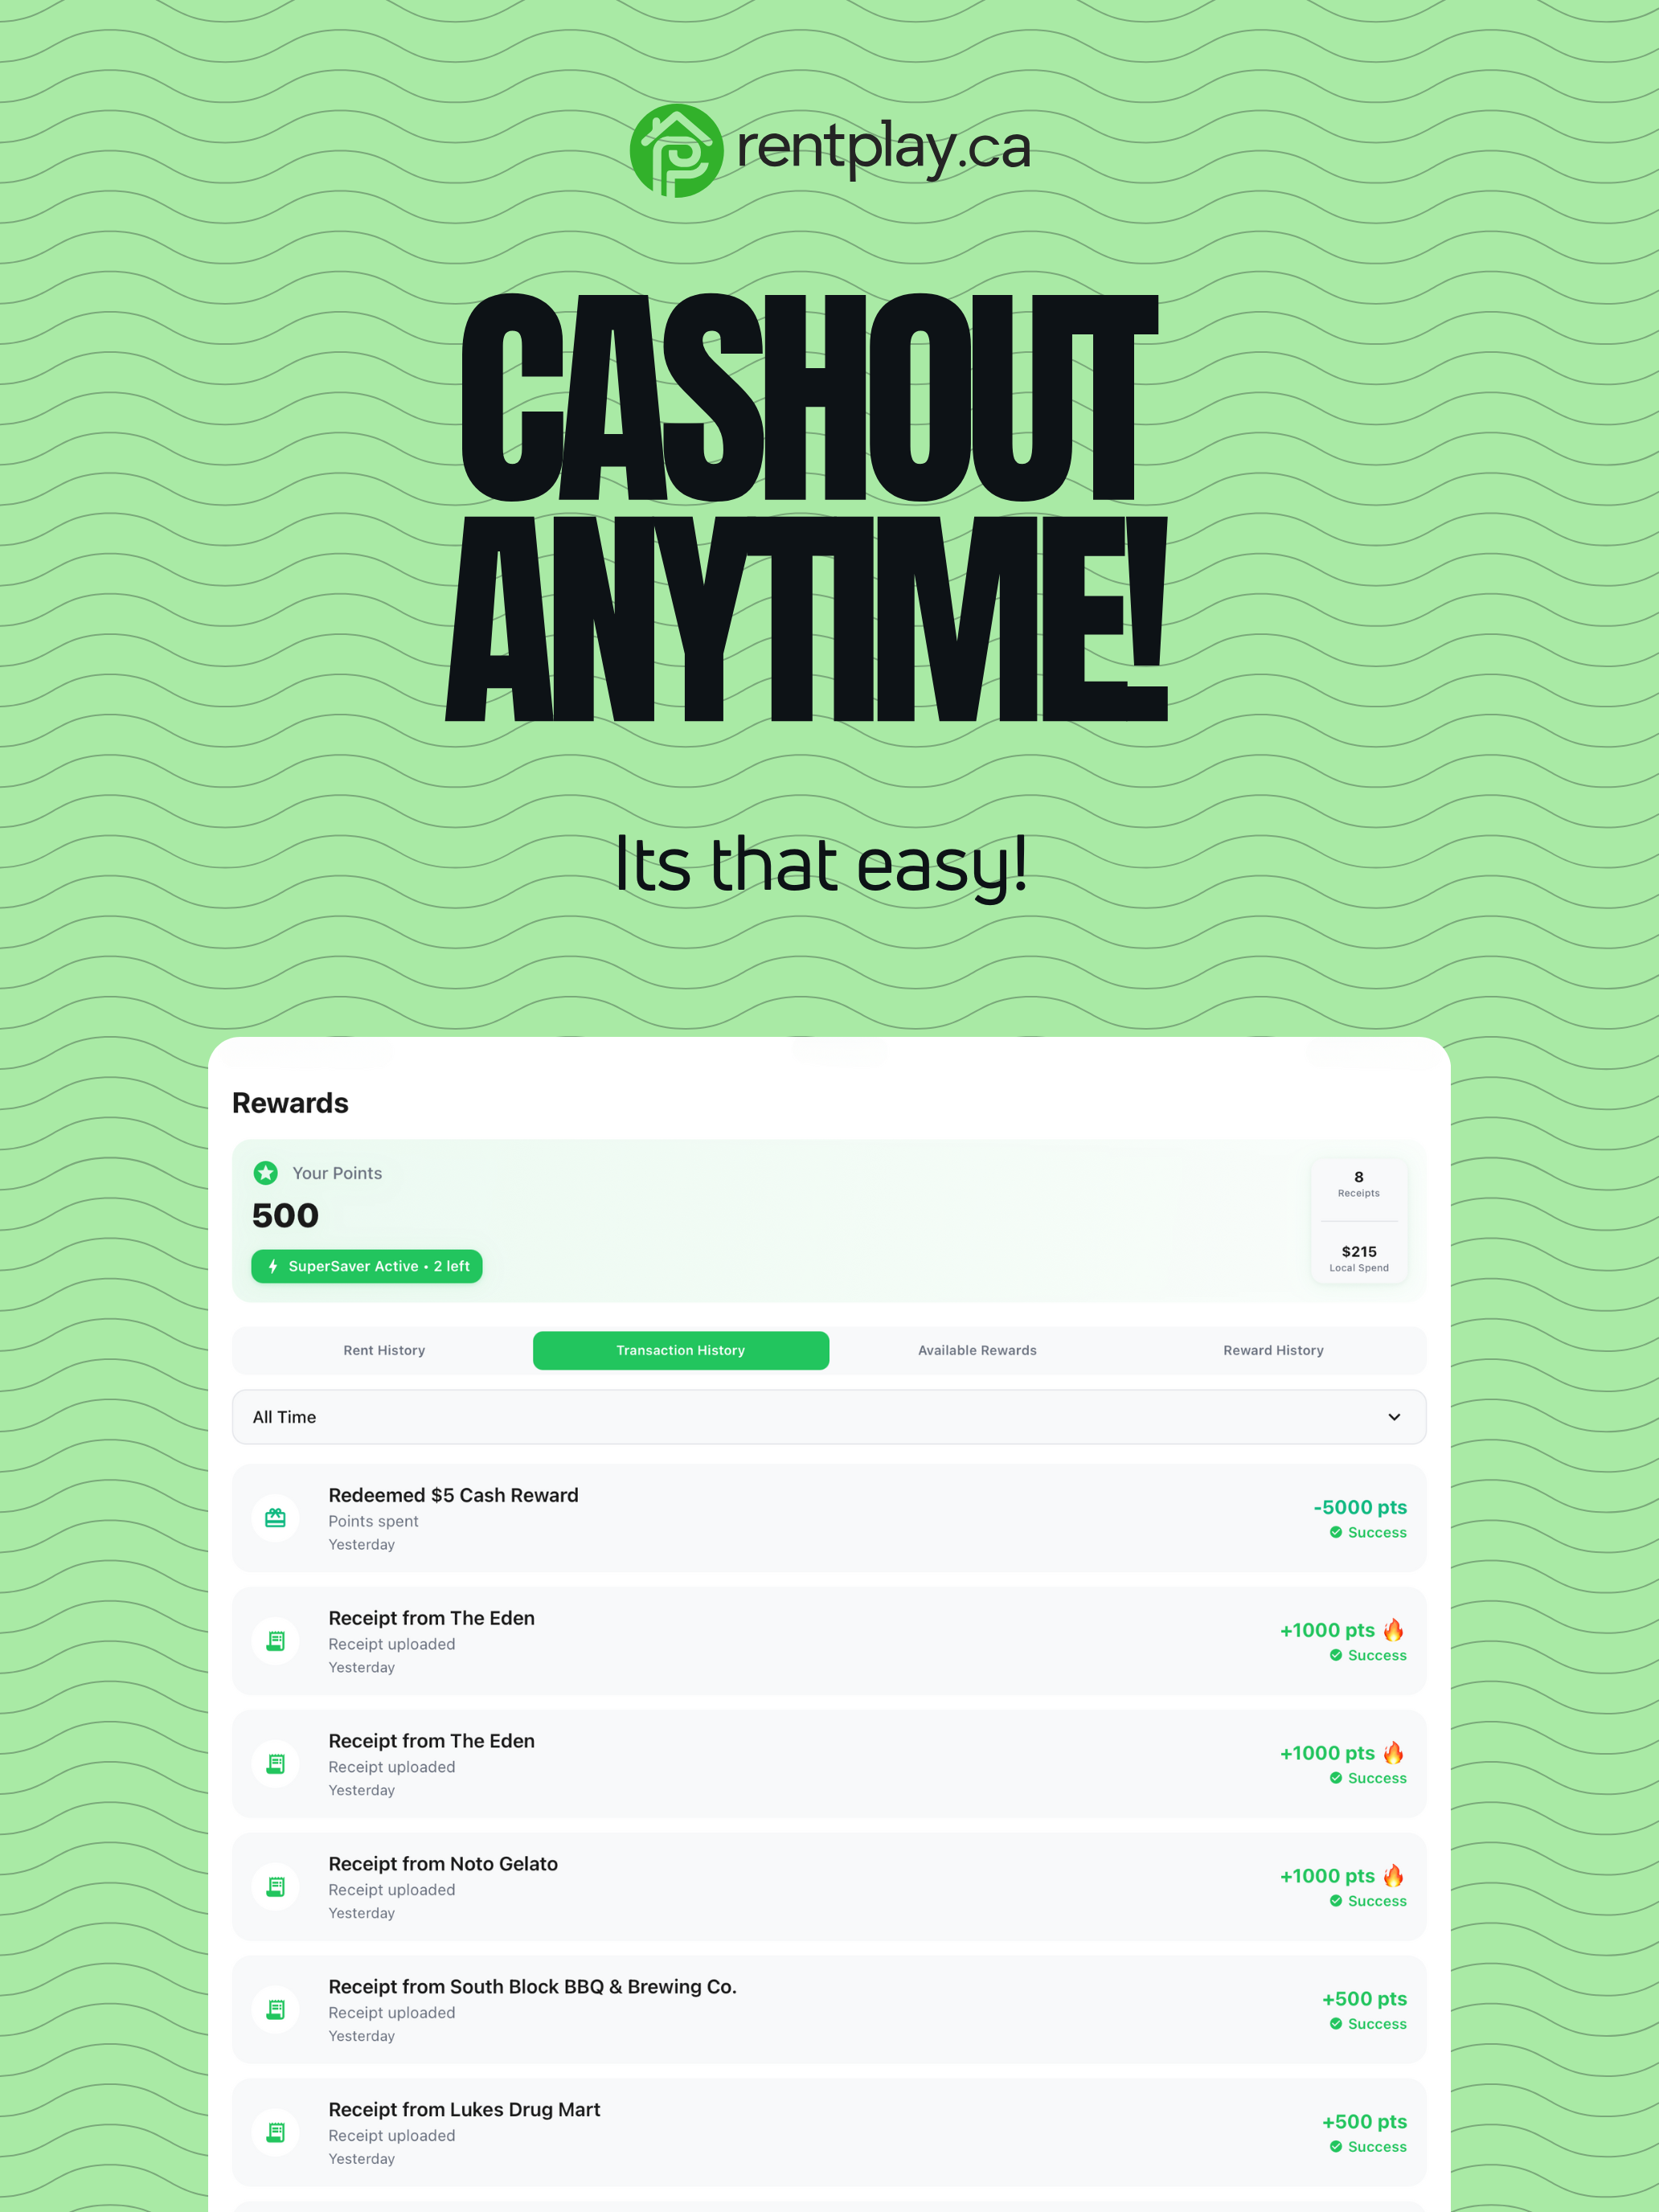 rentplay.ca
CASHOUT
ANYTIME!
Its that easy!
Rewards
Your Points
500
SuperSaver Active • 2 left
8
Receipts
$215
Local Spend
Rent History
Transaction History
Available Rewards
Reward History
All Time
Redeemed $5 Cash Reward
Points spent
Yesterday
-5000 pts
Success
Receipt from The Eden
Receipt uploaded
Yesterday
+1000 pts 🔥
Success
Receipt from The Eden
Receipt uploaded
Yesterday
+1000 pts 🔥
Success
Receipt from Noto Gelato
Receipt uploaded
Yesterday
+1000 pts 🔥
Success
Receipt from South Block BBQ & Brewing Co.
Receipt uploaded
Yesterday
+500 pts
Success
Receipt from Lukes Drug Mart
Receipt uploaded
Yesterday
+500 pts
Success